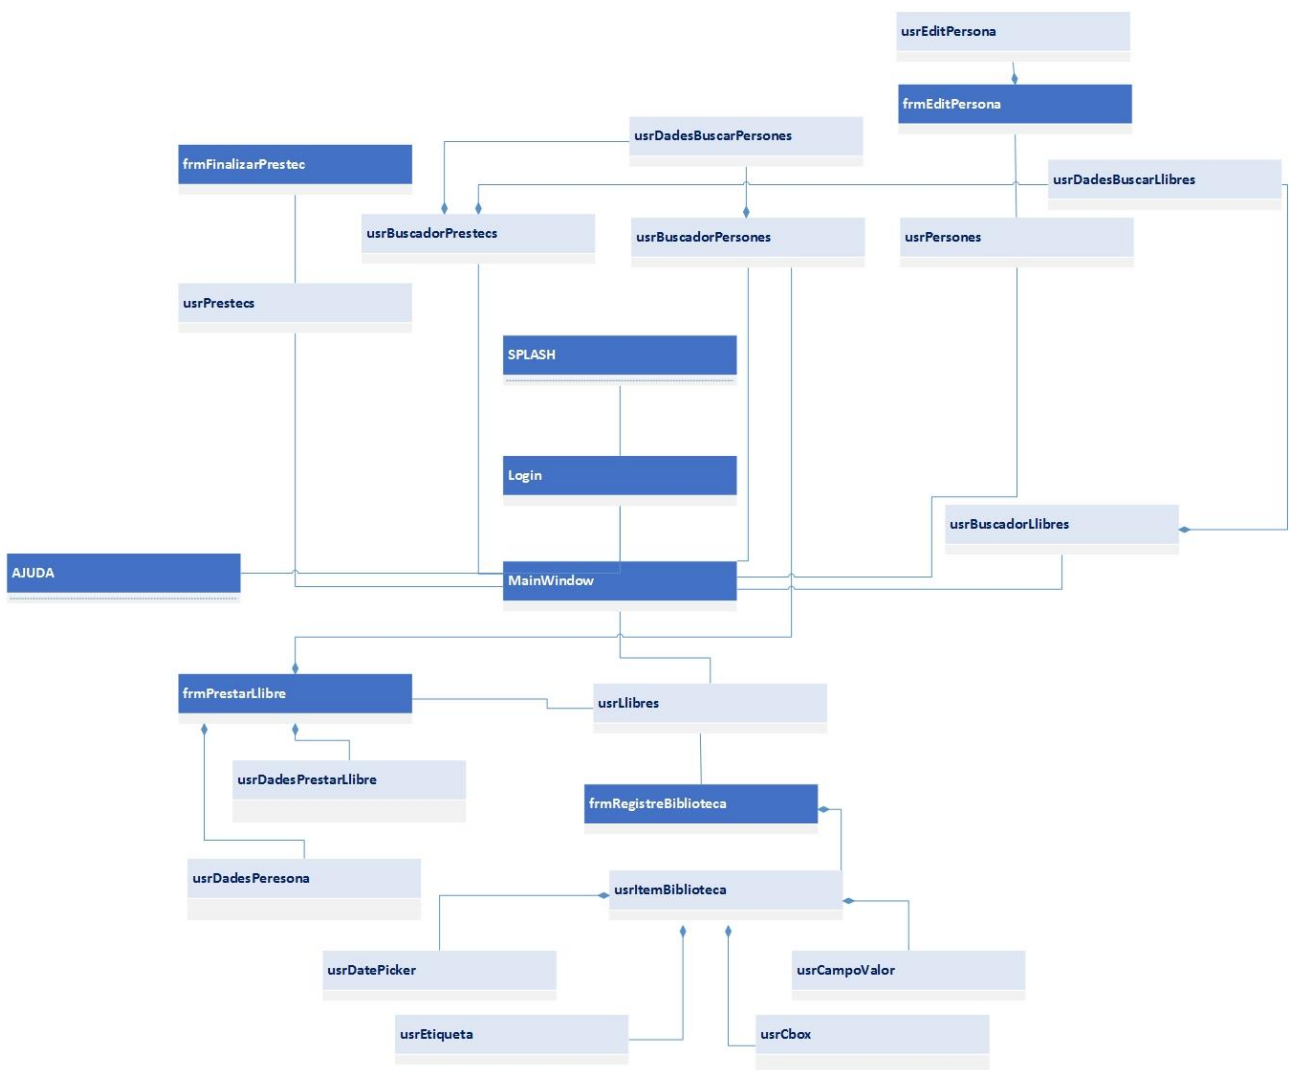 usrEditPersona
frmEditPersona
usrDadesBuscarPersones
frmFinalizarPrestec
usrDadesBuscarLlibres
usrBuscadorPrestecs
usrBuscadorPersones
usrPersones
usrPrestecs
SPLASH
Login
usrBuscadorLlibres
AJUDA
MainWindow
frmPrestarLlibre
usrLlibres
usrDadesPrestarLlibre
frmRegistreBiblioteca
usrDadesPeresona
usrItemBiblioteca
usrDatePicker
usrCampoValor
usrEtiqueta
usrCbox